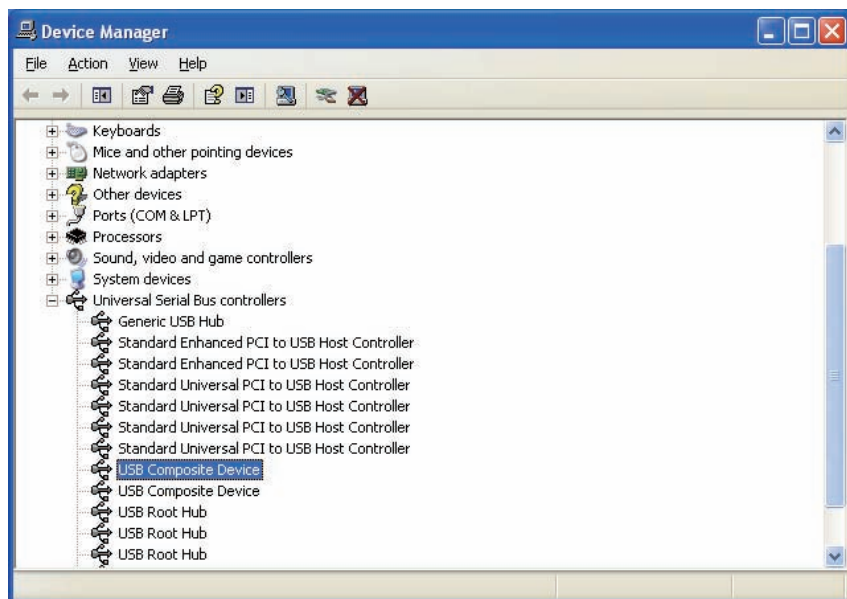 Device Manager
File Action View Help
Keyboards
Mice and other pointing devices
Network adapters
Other devices
Ports (COM & LPT)
Processors
Sound, video and game controllers
System devices
Universal Serial Bus controllers
Generic USB Hub
Standard Enhanced PCI to USB Host Controller
Standard Enhanced PCI to USB Host Controller
Standard Universal PCI to USB Host Controller
Standard Universal PCI to USB Host Controller
Standard Universal PCI to USB Host Controller
Standard Universal PCI to USB Host Controller
USB Composite Device
USB Composite Device
USB Root Hub
USB Root Hub
USB Root Hub